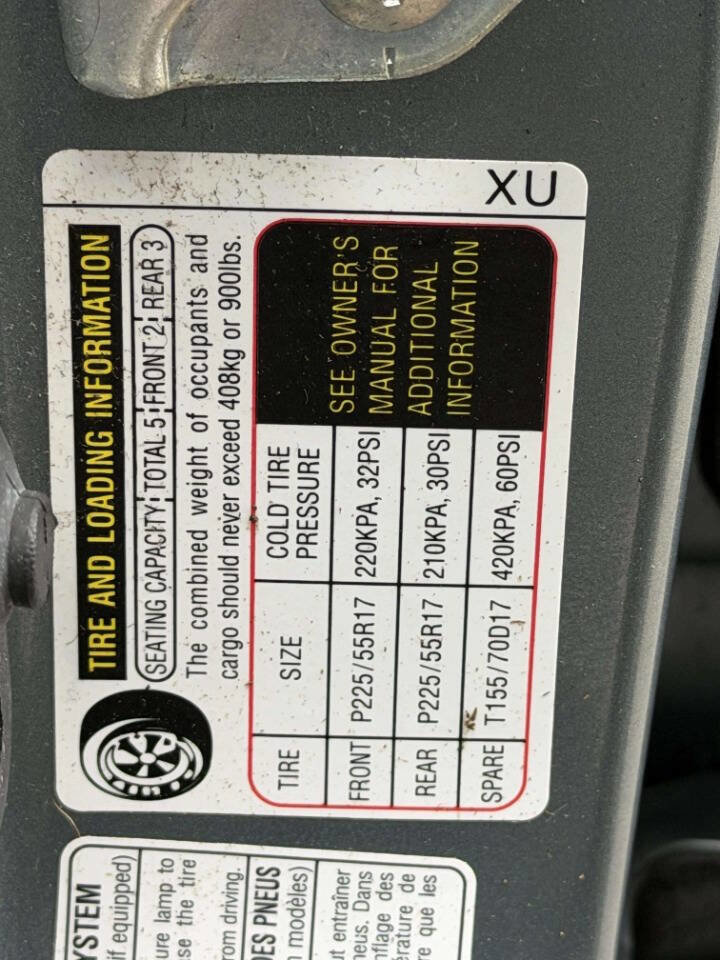 XU
TIRE AND LOADING INFORMATION
SEATING CAPACITY TOTAL 5 FRONT 2 REAR 3
The combined weight of occupants and
cargo should never exceed 408kg or 900lbs.
TIRE SIZE COLD TIRE PRESSURE
FRONT P225/55R17 220KPA, 32PSI
REAR P225/55R17 210KPA, 30PSI
SPARE T155/70D17 420KPA, 60PSI
SEE OWNER'S
MANUAL FOR
ADDITIONAL
INFORMATION
YSTEM
if equipped)
ure lamp to
se the tire
rom driving.
DES PNEUS
modèles)
ut entraîner
neus. Dans
nflage des
érature de
re que les